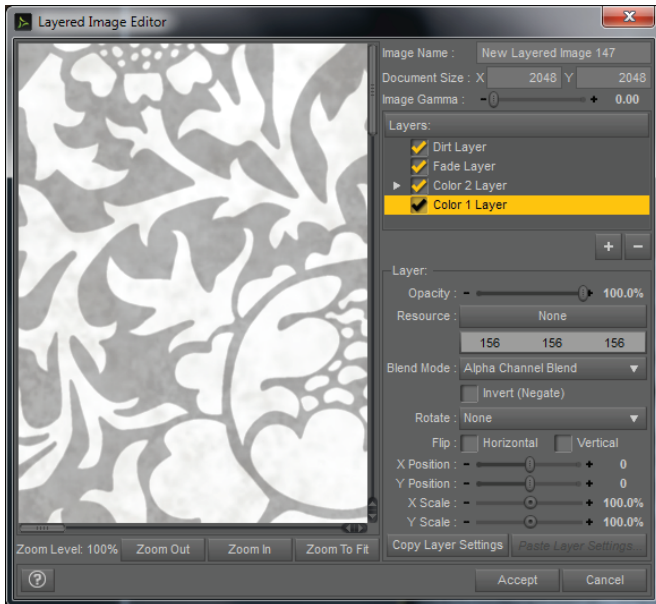 Layered Image Editor
Image Name : New Layered Image 147
Document Size : X 2048 Y 2048
Image Gamma : - + 0.00
Layers:
Dirt Layer
Fade Layer
Color 2 Layer
Color 1 Layer
+ -
Layer:
Opacity : - + 100.0%
Resource : None
156 156 156
Blend Mode : Alpha Channel Blend
Invert (Negate)
Rotate : None
Flip : Horizontal Vertical
X Position : - + 0
Y Position : - + 0
X Scale : - + 100.0%
Y Scale : - + 100.0%
Zoom Level: 100% Zoom Out Zoom In Zoom To Fit
Copy Layer Settings Paste Layer Settings...
? Accept Cancel